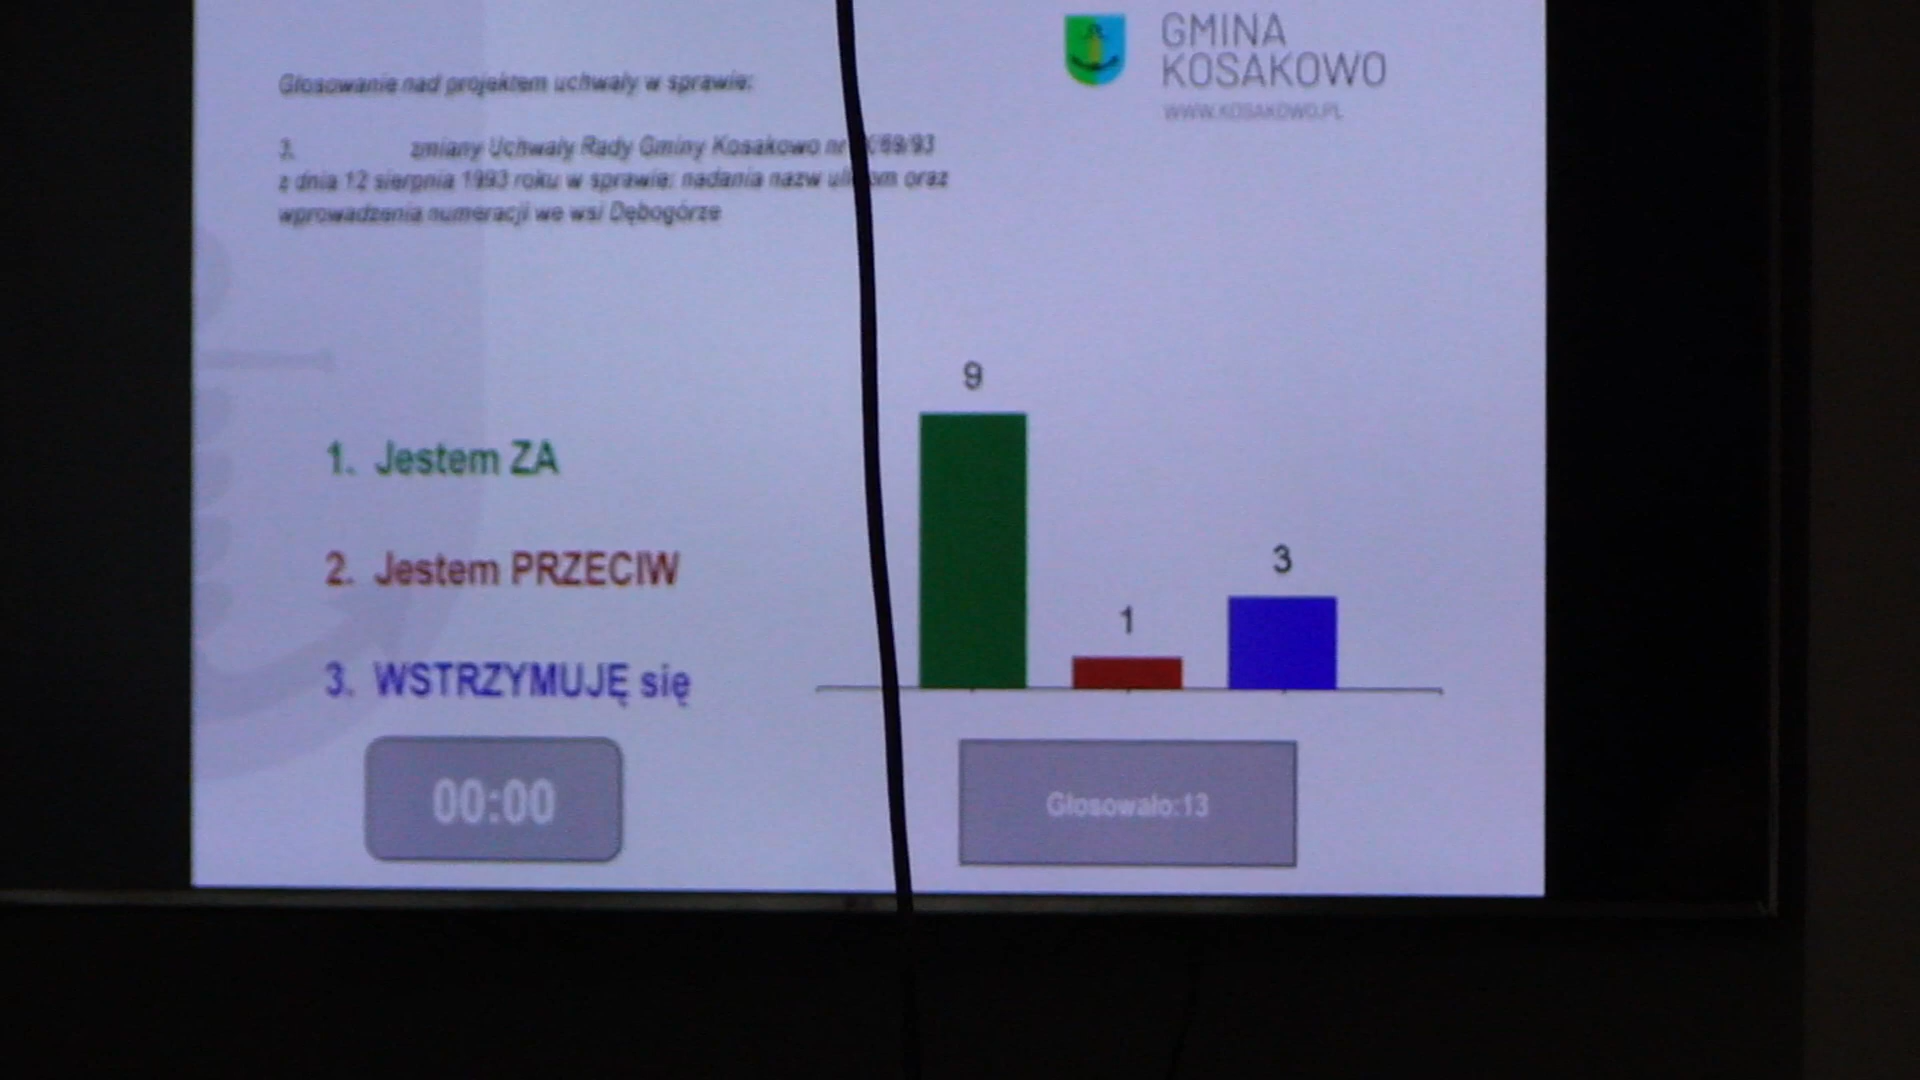 GMINA
KOSAKOWO
WWW.KOSAKOWO.PL
Głosowanie nad projektem uchwały w sprawie:
3. zmiany Uchwały Rady Gminy Kosakowo nr /69/93
z dnia 12 sierpnia 1993 roku w sprawie: nadania nazw oraz
wprowadzenia numeracji we wsi Dębogórze
1. Jestem ZA
2. Jestem PRZECIW
3. WSTRZYMUJĘ się
9
1
3
00:00
Głosowało:13